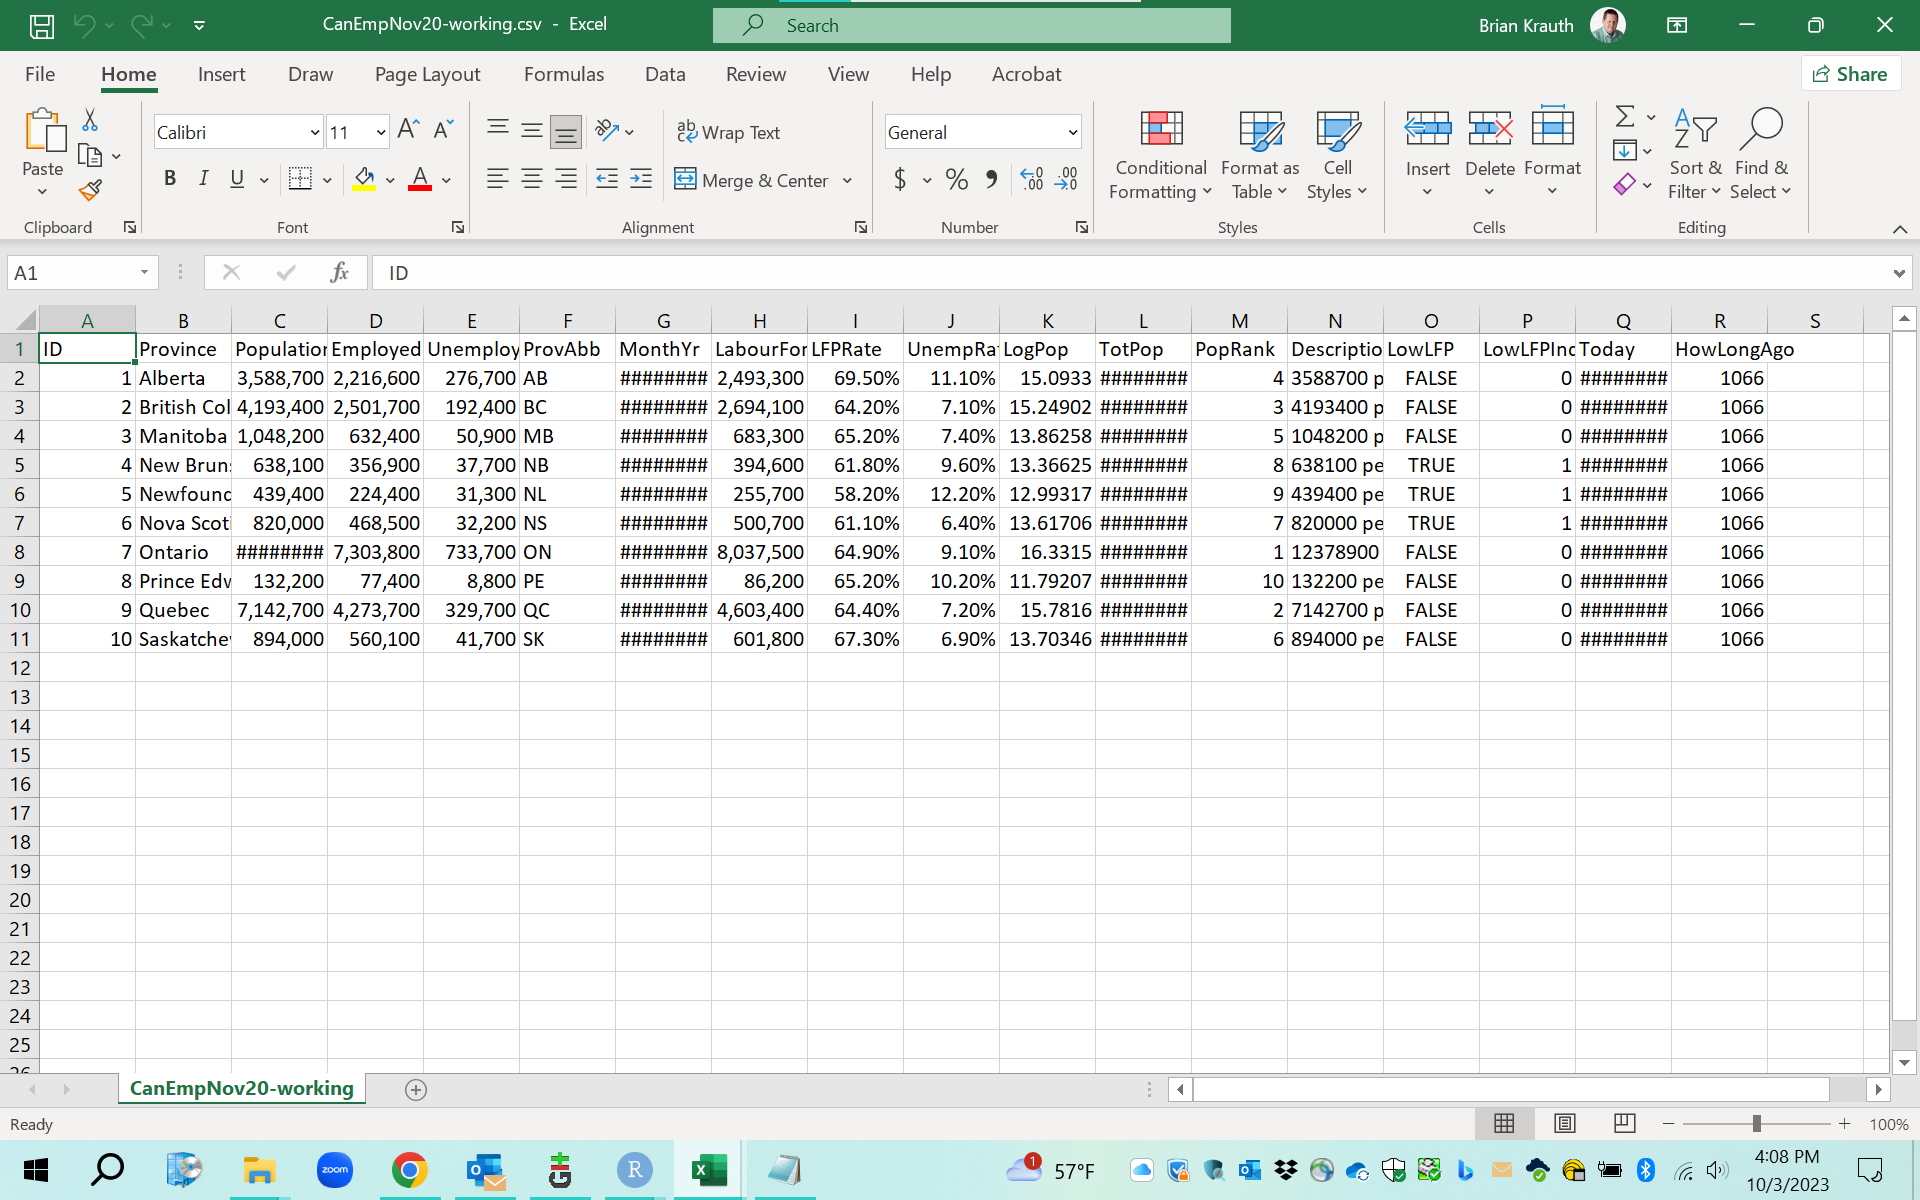 CanEmpNov20-working.csv - Excel
Search
Brian Krauth
File Home Insert Draw Page Layout Formulas Data Review View Help Acrobat Share
Calibri 11 ab Wrap Text General
Paste B I U A Merge & Center $ % Conditional Formatting Format as Table Cell Styles Insert Delete Format Sort & Filter Find & Select
Clipboard Font Alignment Number Styles Cells Editing
A1 fx ID
A B C D E F G H I J K L M N O P Q R S
1 ID Province Population Employed Unemploy ProvAbb MonthYr LabourFor LFPRate UnempRa LogPop TotPop PopRank Descriptio LowLFP LowLFPInd Today HowLongAgo
2 1 Alberta 3,588,700 2,216,600 276,700 AB ######## 2,493,300 69.50% 11.10% 15.0933 ######## 4 3588700 p FALSE 0 ######## 1066
3 2 British Col 4,193,400 2,501,700 192,400 BC ######## 2,694,100 64.20% 7.10% 15.24902 ######## 3 4193400 p FALSE 0 ######## 1066
4 3 Manitoba 1,048,200 632,400 50,900 MB ######## 683,300 65.20% 7.40% 13.86258 ######## 5 1048200 p FALSE 0 ######## 1066
5 4 New Bruns 638,100 356,900 37,700 NB ######## 394,600 61.80% 9.60% 13.36625 ######## 8 638100 pe TRUE 1 ######## 1066
6 5 Newfound 439,400 224,400 31,300 NL ######## 255,700 58.20% 12.20% 12.99317 ######## 9 439400 pe TRUE 1 ######## 1066
7 6 Nova Scoti 820,000 468,500 32,200 NS ######## 500,700 61.10% 6.40% 13.61706 ######## 7 820000 pe TRUE 1 ######## 1066
8 7 Ontario ######## 7,303,800 733,700 ON ######## 8,037,500 64.90% 9.10% 16.3315 ######## 1 12378900 FALSE 0 ######## 1066
9 8 Prince Edw 132,200 77,400 8,800 PE ######## 86,200 65.20% 10.20% 11.79207 ######## 10 132200 pe FALSE 0 ######## 1066
10 9 Quebec 7,142,700 4,273,700 329,700 QC ######## 4,603,400 64.40% 7.20% 15.7816 ######## 2 7142700 p FALSE 0 ######## 1066
11 10 Saskatchew 894,000 560,100 41,700 SK ######## 601,800 67.30% 6.90% 13.70346 ######## 6 894000 pe FALSE 0 ######## 1066
12
13
14
15
16
17
18
19
20
21
22
23
24
25
26
CanEmpNov20-working
Ready 100%
zoom R 1 57°F 4:08 PM
10/3/2023